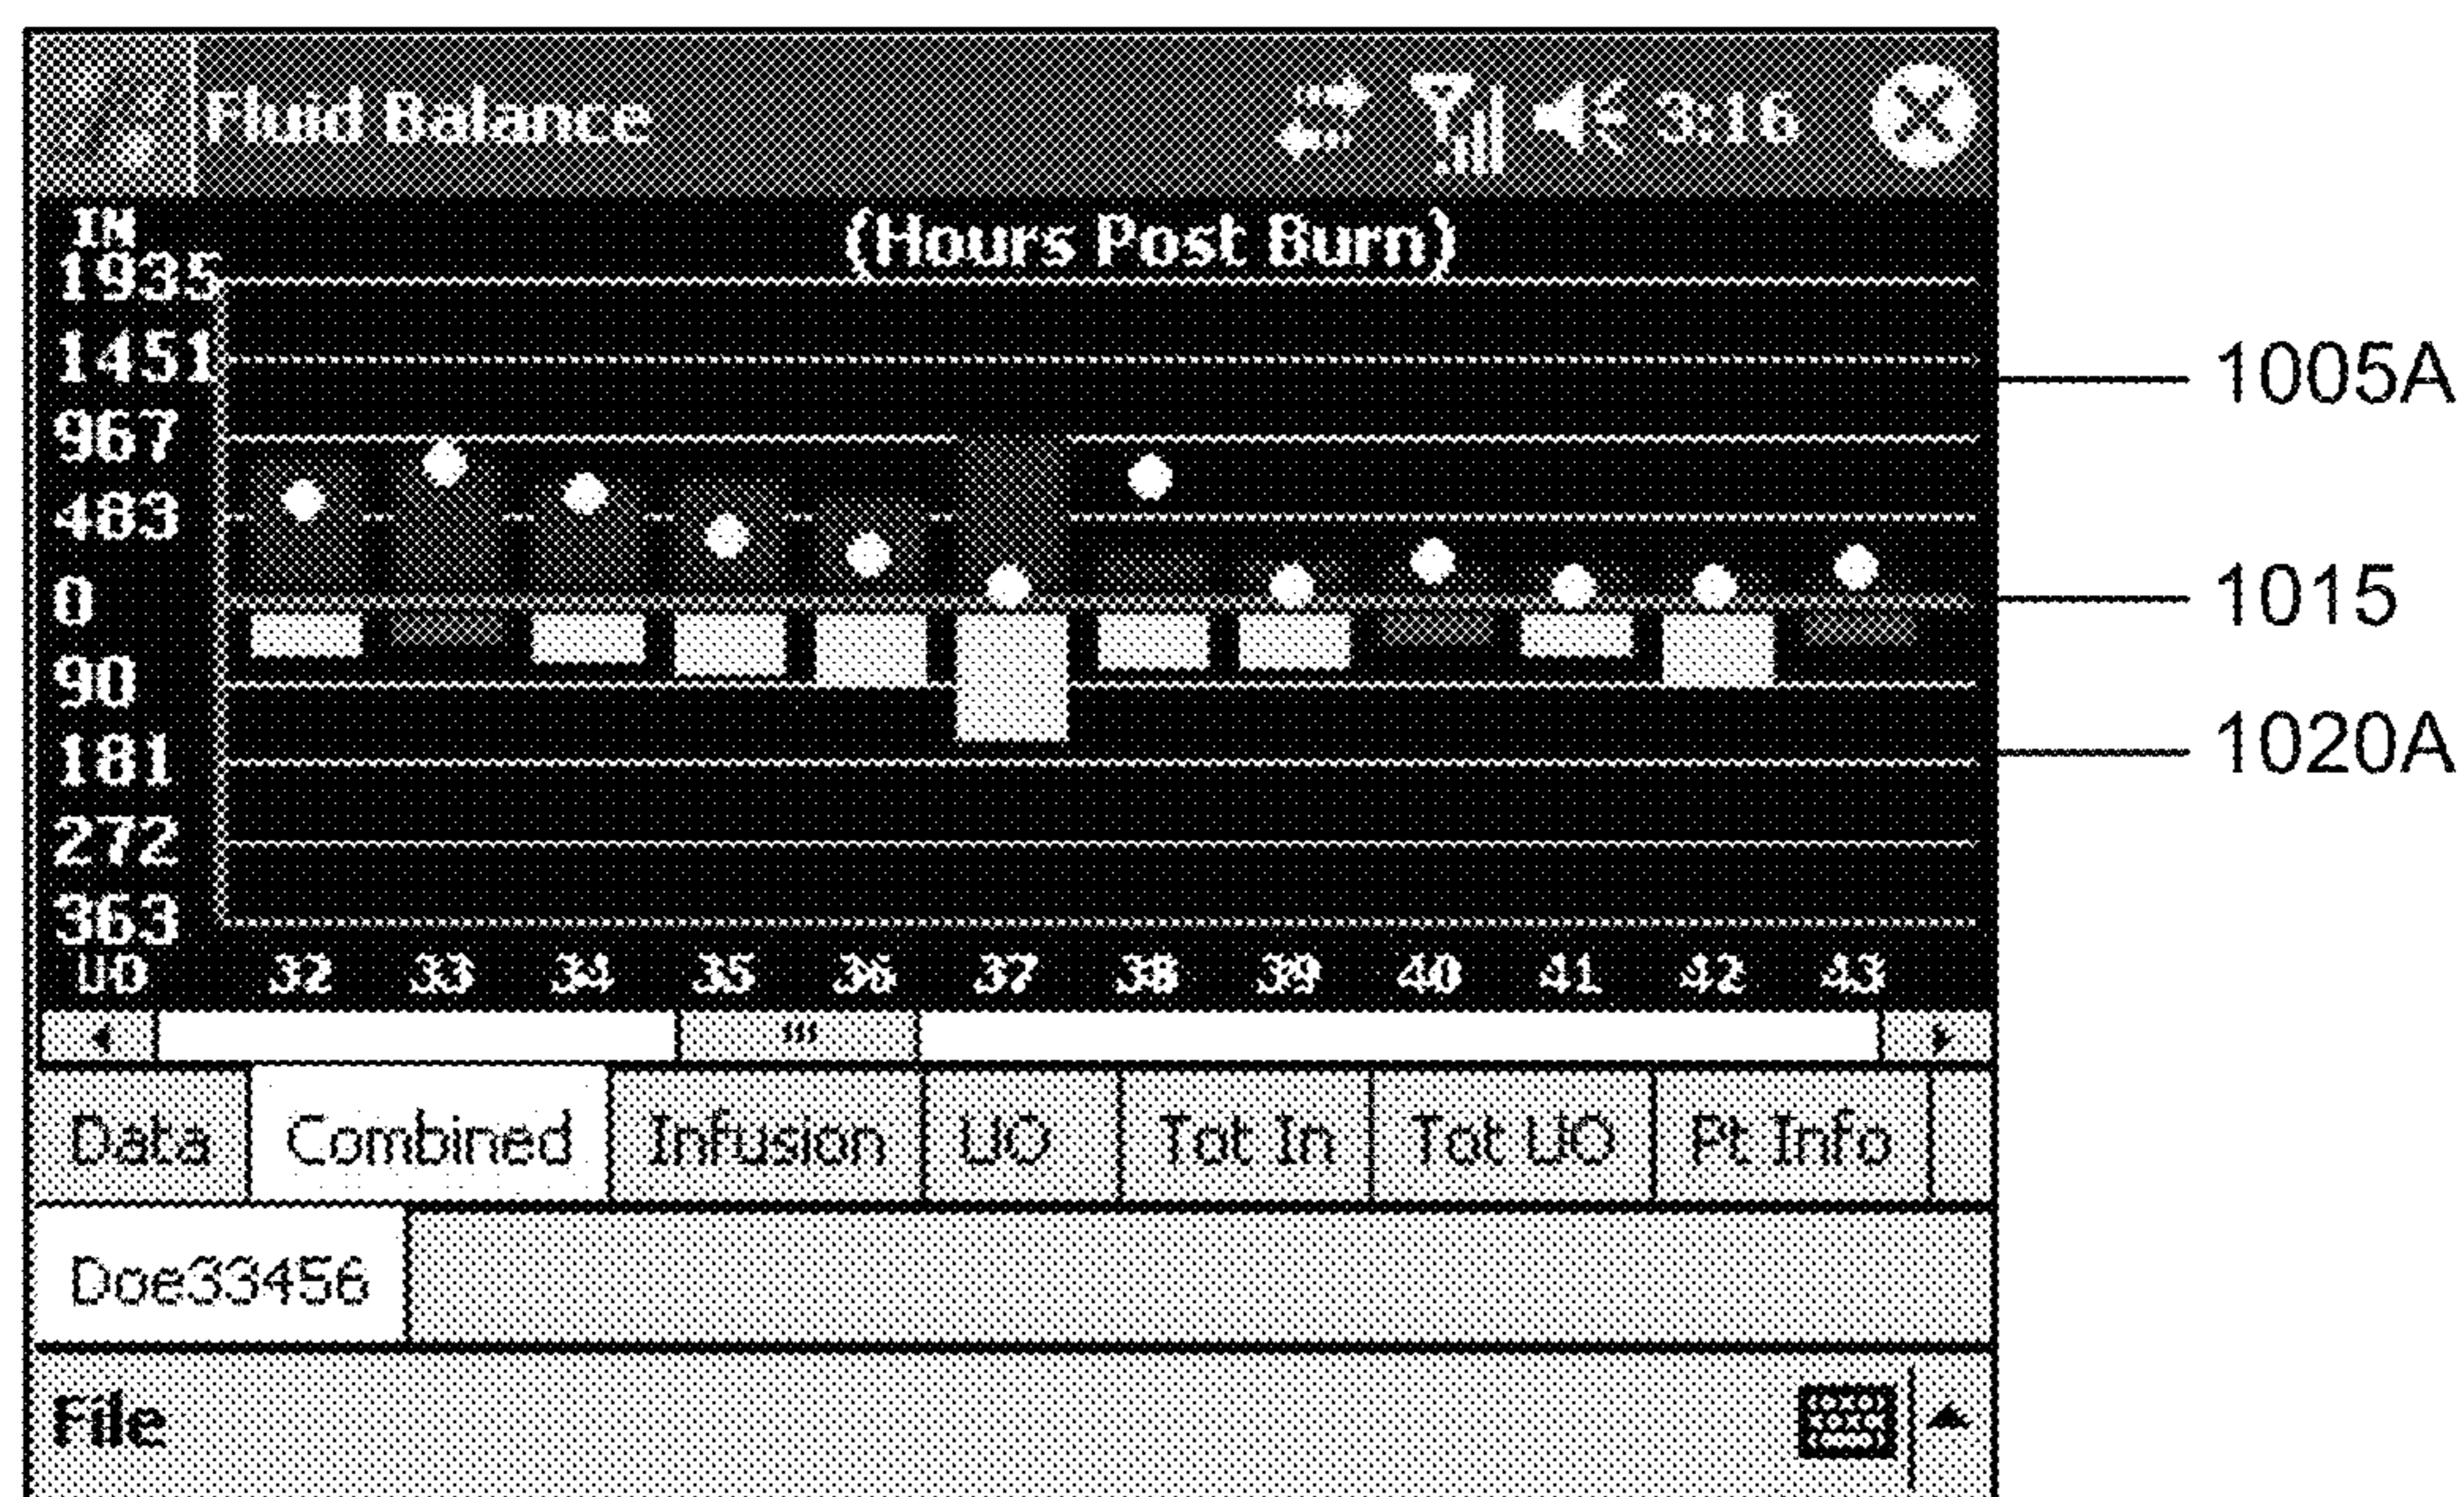 Fluid Balance 3:16
IN (Hours Post Burn)
1935
1451
1005A
967
483
0
1015
90
181
1020A
272
363
UO 32 33 34 35 36 37 38 39 40 41 42 43
Data Combined Infusion UO Tot In Tot UO Pt Info
Doe33456
File